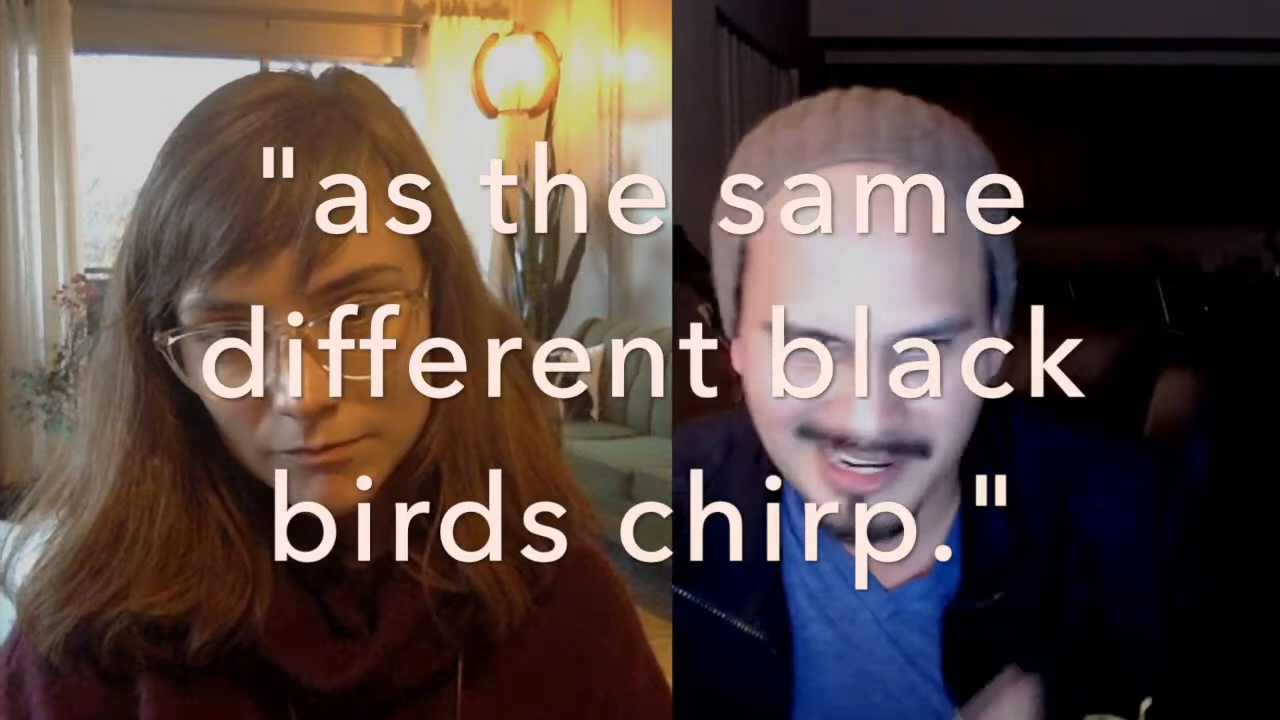 "as the same
different black
birds chirp."